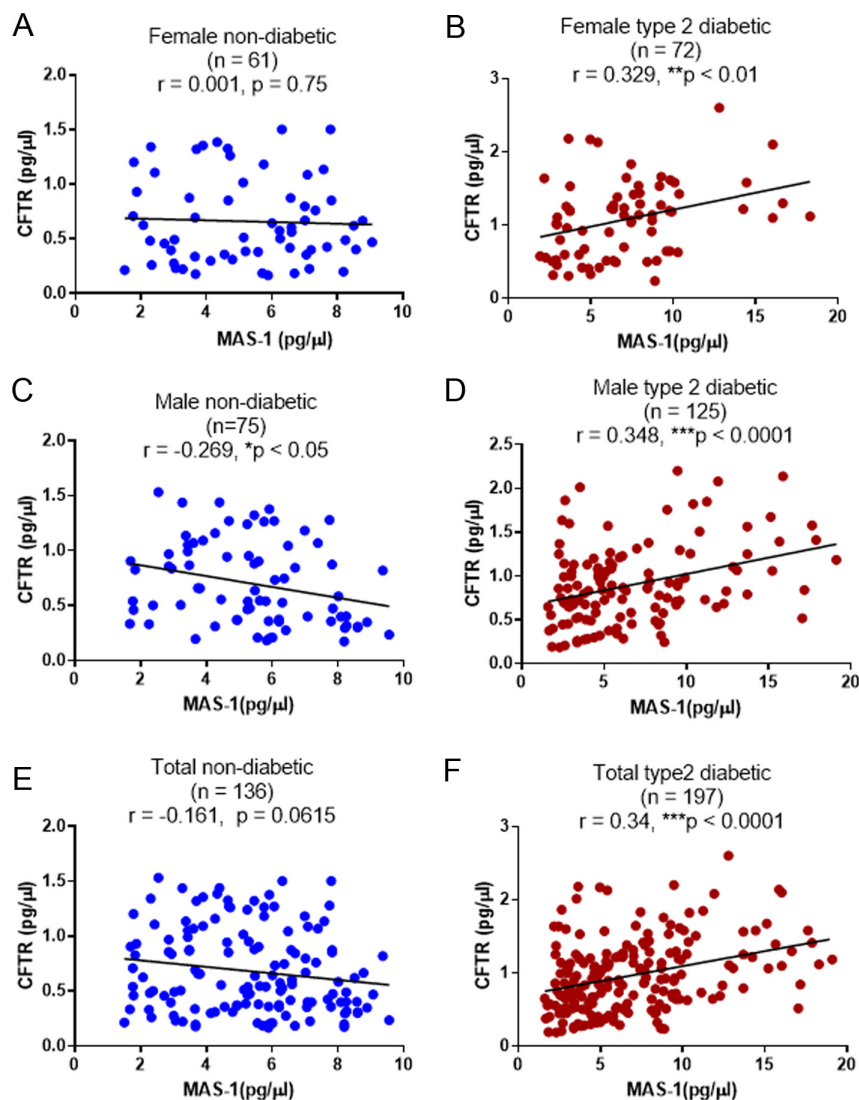 A
Female non-diabetic
(n = 61)
r = 0.001, p = 0.75
2.0
1.5
1.0
0.5
0.0
CFTR (pg/μl)
0
2
4
6
8
10
MAS-1 (pg/μl)
B
Female type 2 diabetic
(n = 72)
r = 0.329, **p < 0.01
3
2
1
0
CFTR (pg/μl)
0
5
10
15
20
MAS-1(pg/μl)
C
Male non-diabetic
(n=75)
r = -0.269, *p < 0.05
2.0
1.5
1.0
0.5
0.0
CFTR (pg/μl)
0
2
4
6
8
10
MAS-1(pg/μl)
D
Male type 2 diabetic
(n = 125)
r = 0.348, ***p < 0.0001
2.5
2.0
1.5
1.0
0.5
0.0
CFTR (pg/μl)
0
5
10
15
20
MAS-1(pg/μl)
E
Total non-diabetic
(n = 136)
r = -0.161, p = 0.0615
2.0
1.5
1.0
0.5
0.0
CFTR (pg/μl)
0
2
4
6
8
10
MAS-1(pg/μl)
F
Total type2 diabetic
(n = 197)
r = 0.34, ***p < 0.0001
3
2
1
0
CFTR (pg/μl)
0
5
10
15
20
MAS-1(pg/μl)